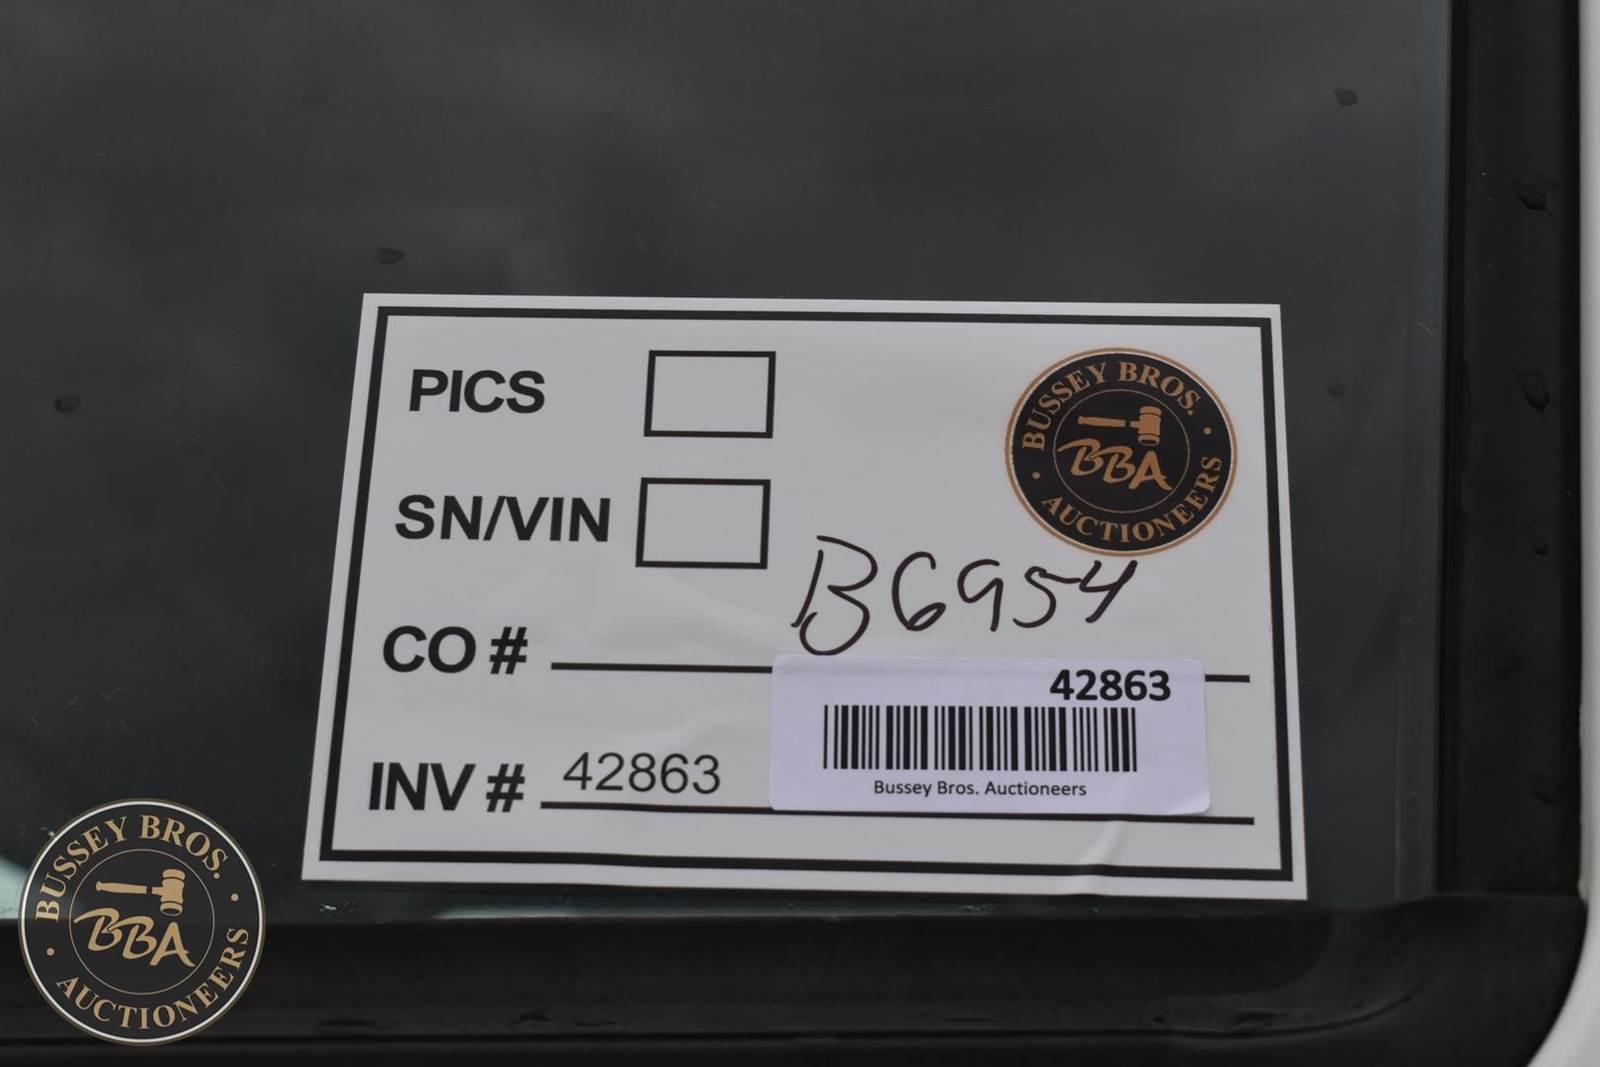 PICS
BUSSEY BROS.
BBA
AUCTIONEERS
SN/VIN
B6954
CO #
42863
INV # 42863
Bussey Bros. Auctioneers
BUSSEY BROS.
BBA
AUCTIONEERS